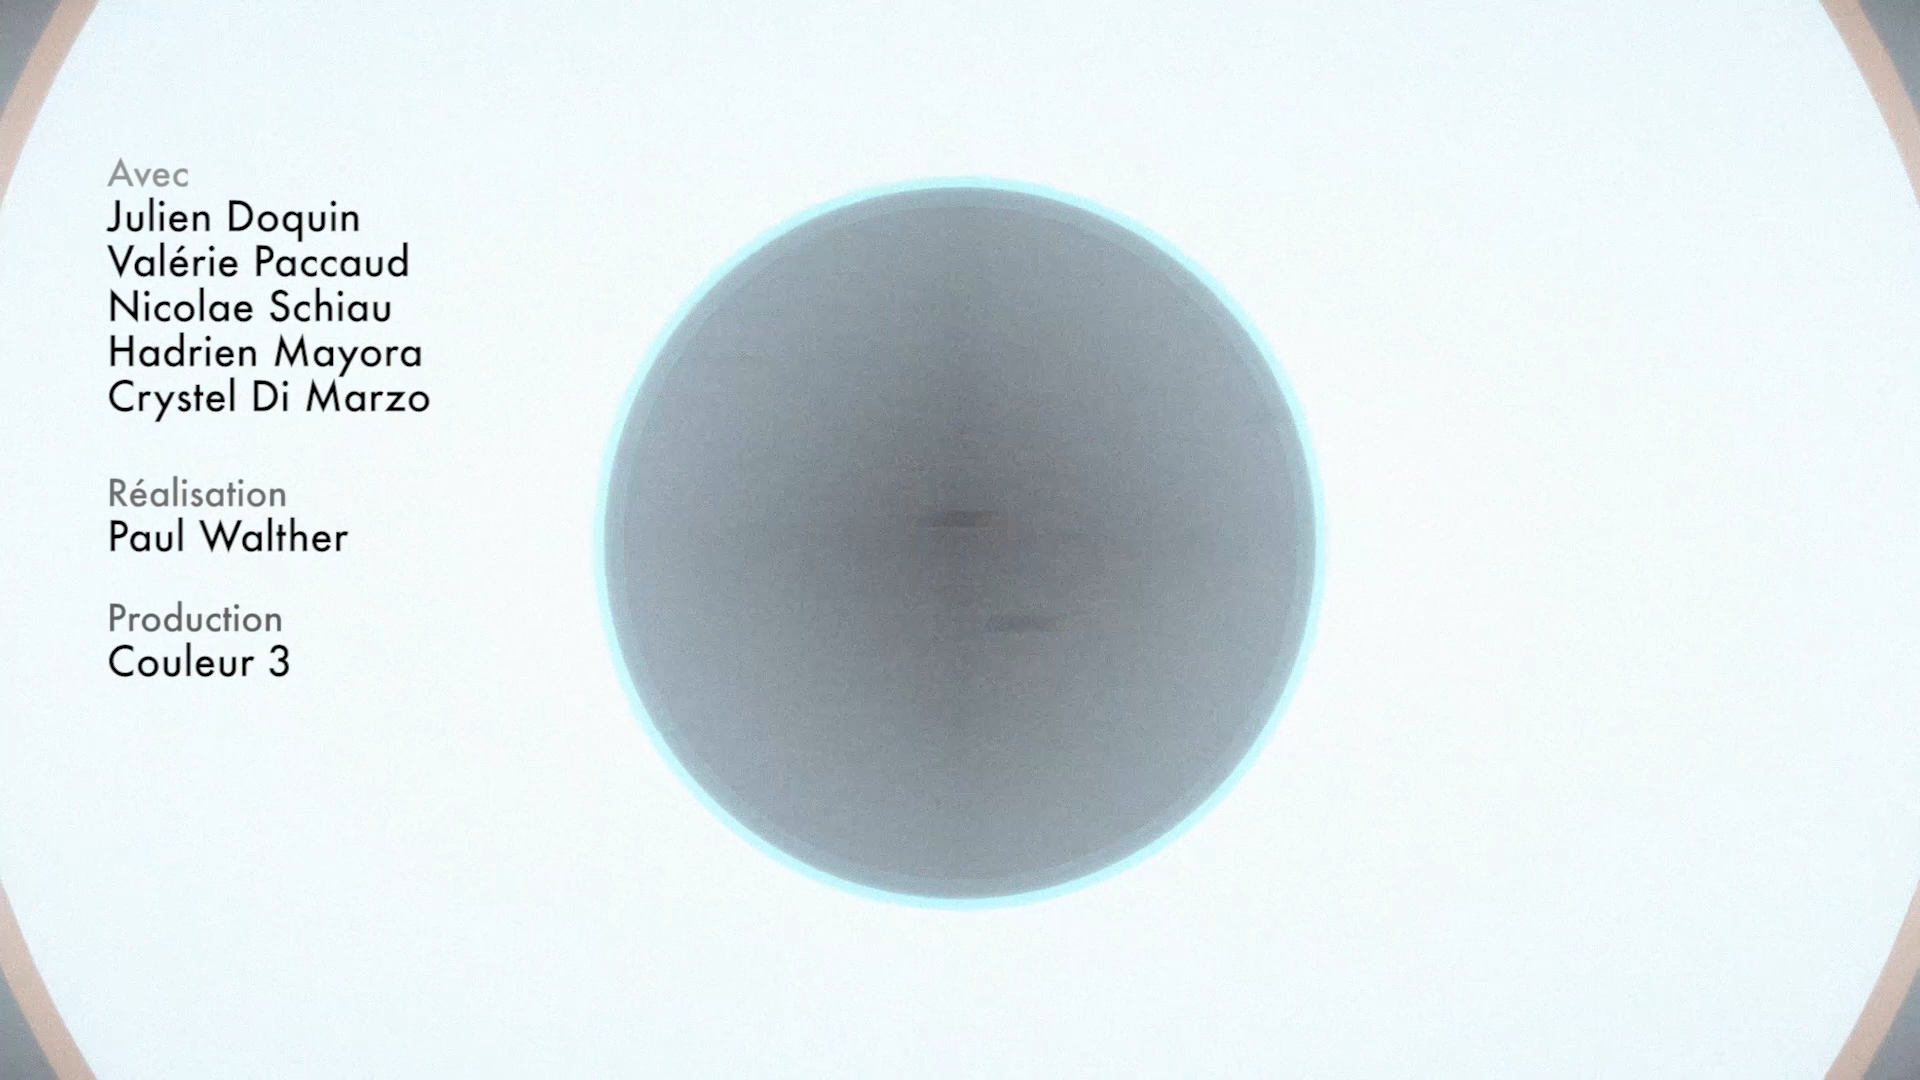 Avec
Julien Doquin
Valérie Paccaud
Nicolae Schiau
Hadrien Mayora
Crystel Di Marzo
Réalisation
Paul Walther
Production
Couleur 3